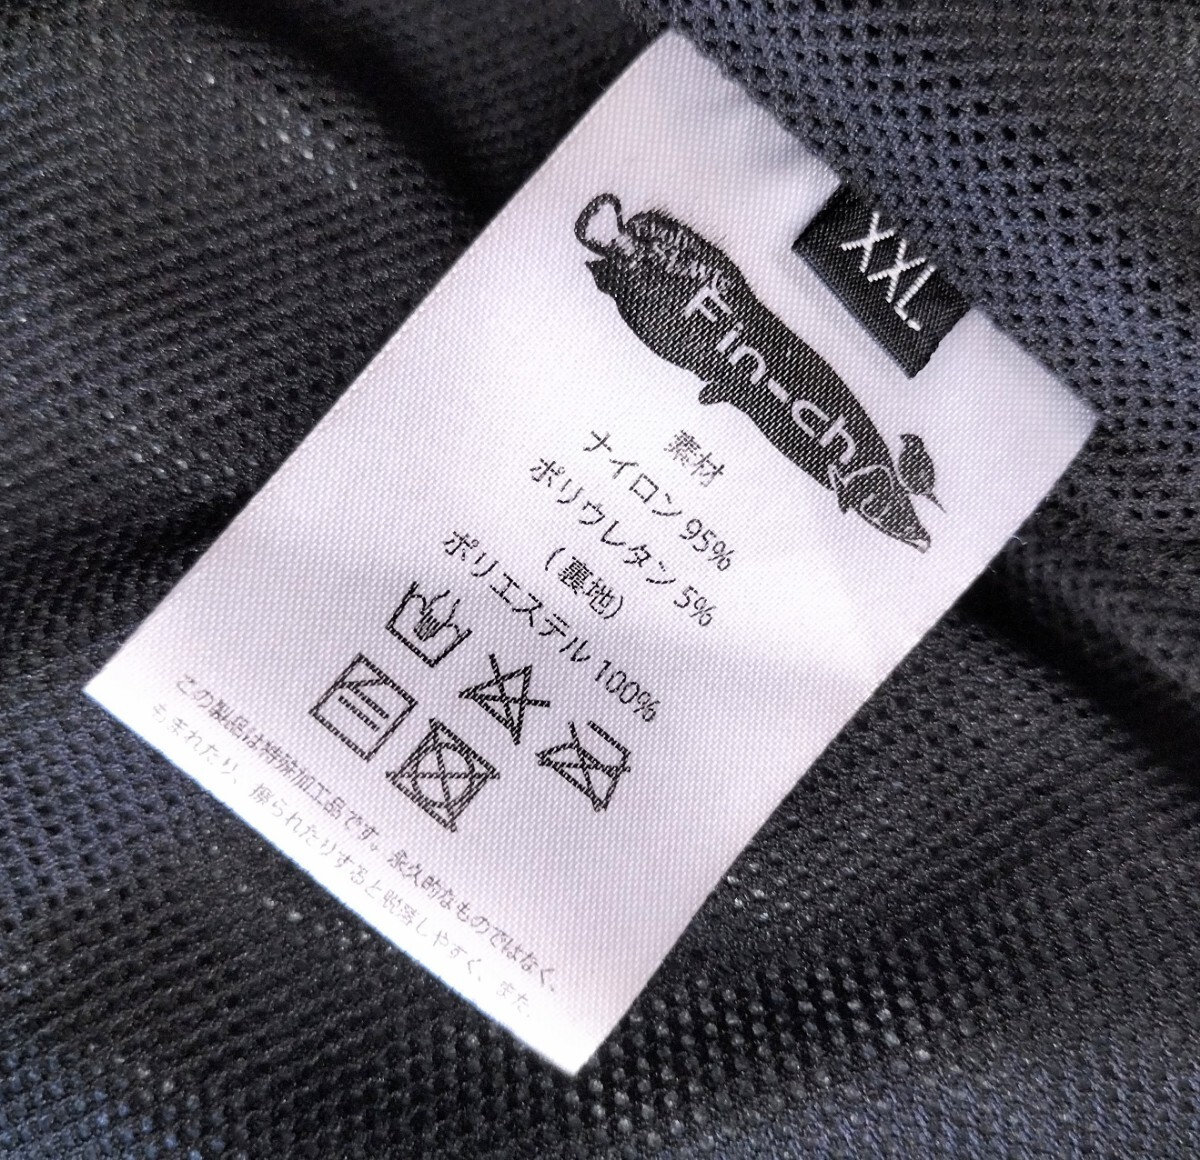 XXL
Fin-ch
素材
ナイロン 95%
ポリウレタン 5%
(裏地)
ポリエステル 100%
この製品は特殊加工品です。永久的なものではなく、
もまれたり、擦られたりすると脱落しやすく、また、